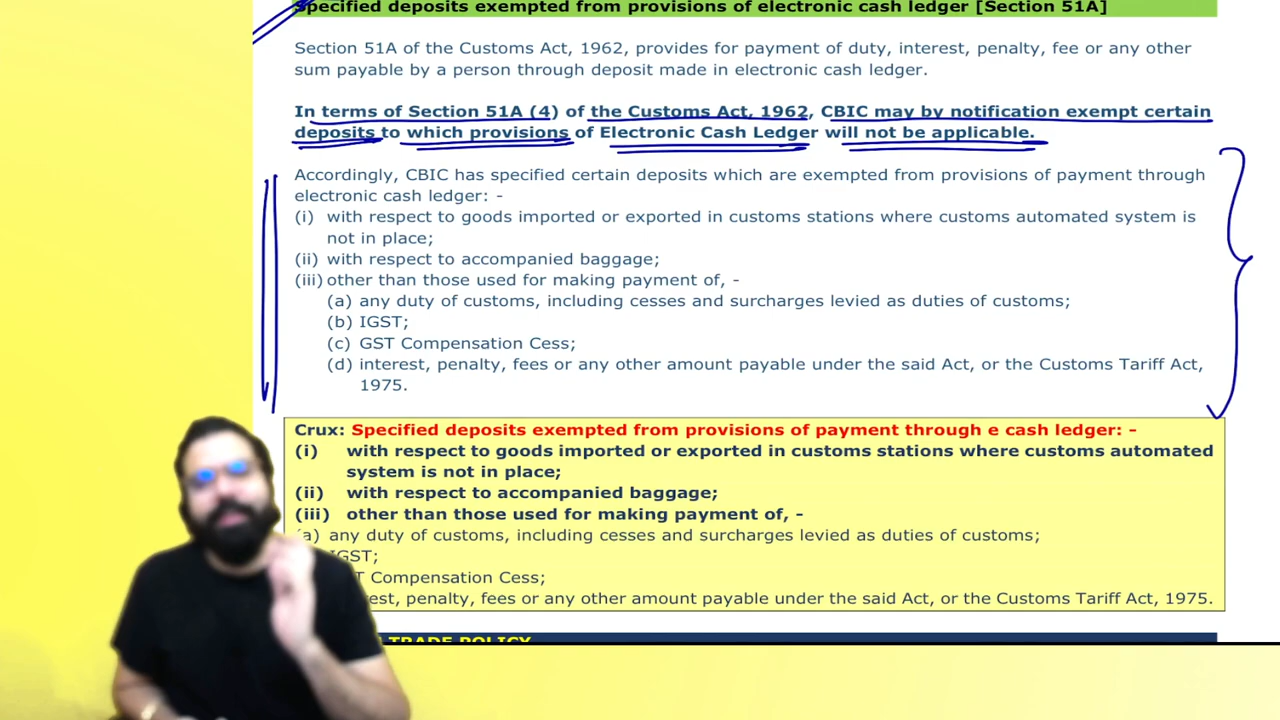 Specified deposits exempted from provisions of electronic cash ledger [Section 51A]
Section 51A of the Customs Act, 1962, provides for payment of duty, interest, penalty, fee or any other
sum payable by a person through deposit made in electronic cash ledger.
In terms of Section 51A (4) of the Customs Act, 1962, CBIC may by notification exempt certain
deposits to which provisions of Electronic Cash Ledger will not be applicable.
Accordingly, CBIC has specified certain deposits which are exempted from provisions of payment through
electronic cash ledger: -
(i) with respect to goods imported or exported in customs stations where customs automated system is
not in place;
(ii) with respect to accompanied baggage;
(iii) other than those used for making payment of, -
(a) any duty of customs, including cesses and surcharges levied as duties of customs;
(b) IGST;
(c) GST Compensation Cess;
(d) interest, penalty, fees or any other amount payable under the said Act, or the Customs Tariff Act,
1975.
Crux: Specified deposits exempted from provisions of payment through e cash ledger: -
(i) with respect to goods imported or exported in customs stations where customs automated
system is not in place;
(ii) with respect to accompanied baggage;
(iii) other than those used for making payment of, -
a) any duty of customs, including cesses and surcharges levied as duties of customs;
IGST;
T Compensation Cess;
est, penalty, fees or any other amount payable under the said Act, or the Customs Tariff Act, 1975.
TRADE POLICY